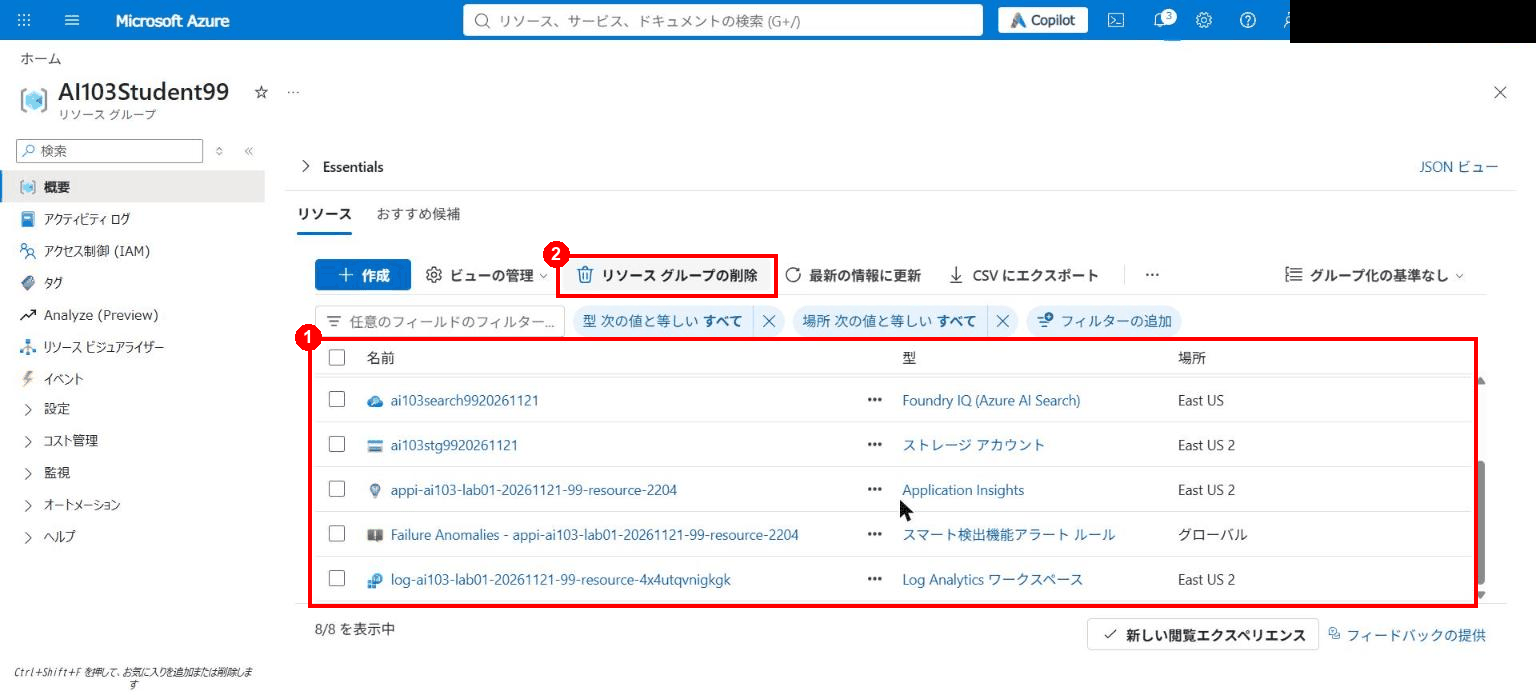 Microsoft Azure
リソース、サービス、ドキュメントの検索 (G+/)
Copilot
3
ホーム
AI103Student99
リソース グループ
検索
概要
アクティビティ ログ
アクセス制御 (IAM)
タグ
Analyze (Preview)
リソース ビジュアライザー
イベント
設定
コスト管理
監視
オートメーション
ヘルプ
Ctrl+Shift+F を押して、お気に入りを追加または削除しま
す
Essentials
JSON ビュー
リソース おすすめ候補
2
作成 ビューの管理 リソース グループの削除 最新の情報に更新 CSV にエクスポート グループ化の基準なし
任意のフィールドのフィルター... 型 次の値と等しい すべて 場所 次の値と等しい すべて フィルターの追加
1
名前 型 場所
ai103search9920261121 Foundry IQ (Azure AI Search) East US
ai103stg9920261121 ストレージ アカウント East US 2
appi-ai103-lab01-20261121-99-resource-2204 Application Insights East US 2
Failure Anomalies - appi-ai103-lab01-20261121-99-resource-2204 スマート検出機能アラート ルール グローバル
log-ai103-lab01-20261121-99-resource-4x4utqvnigkgk Log Analytics ワークスペース East US 2
8/8 を表示中
新しい閲覧エクスペリエンス フィードバックの提供